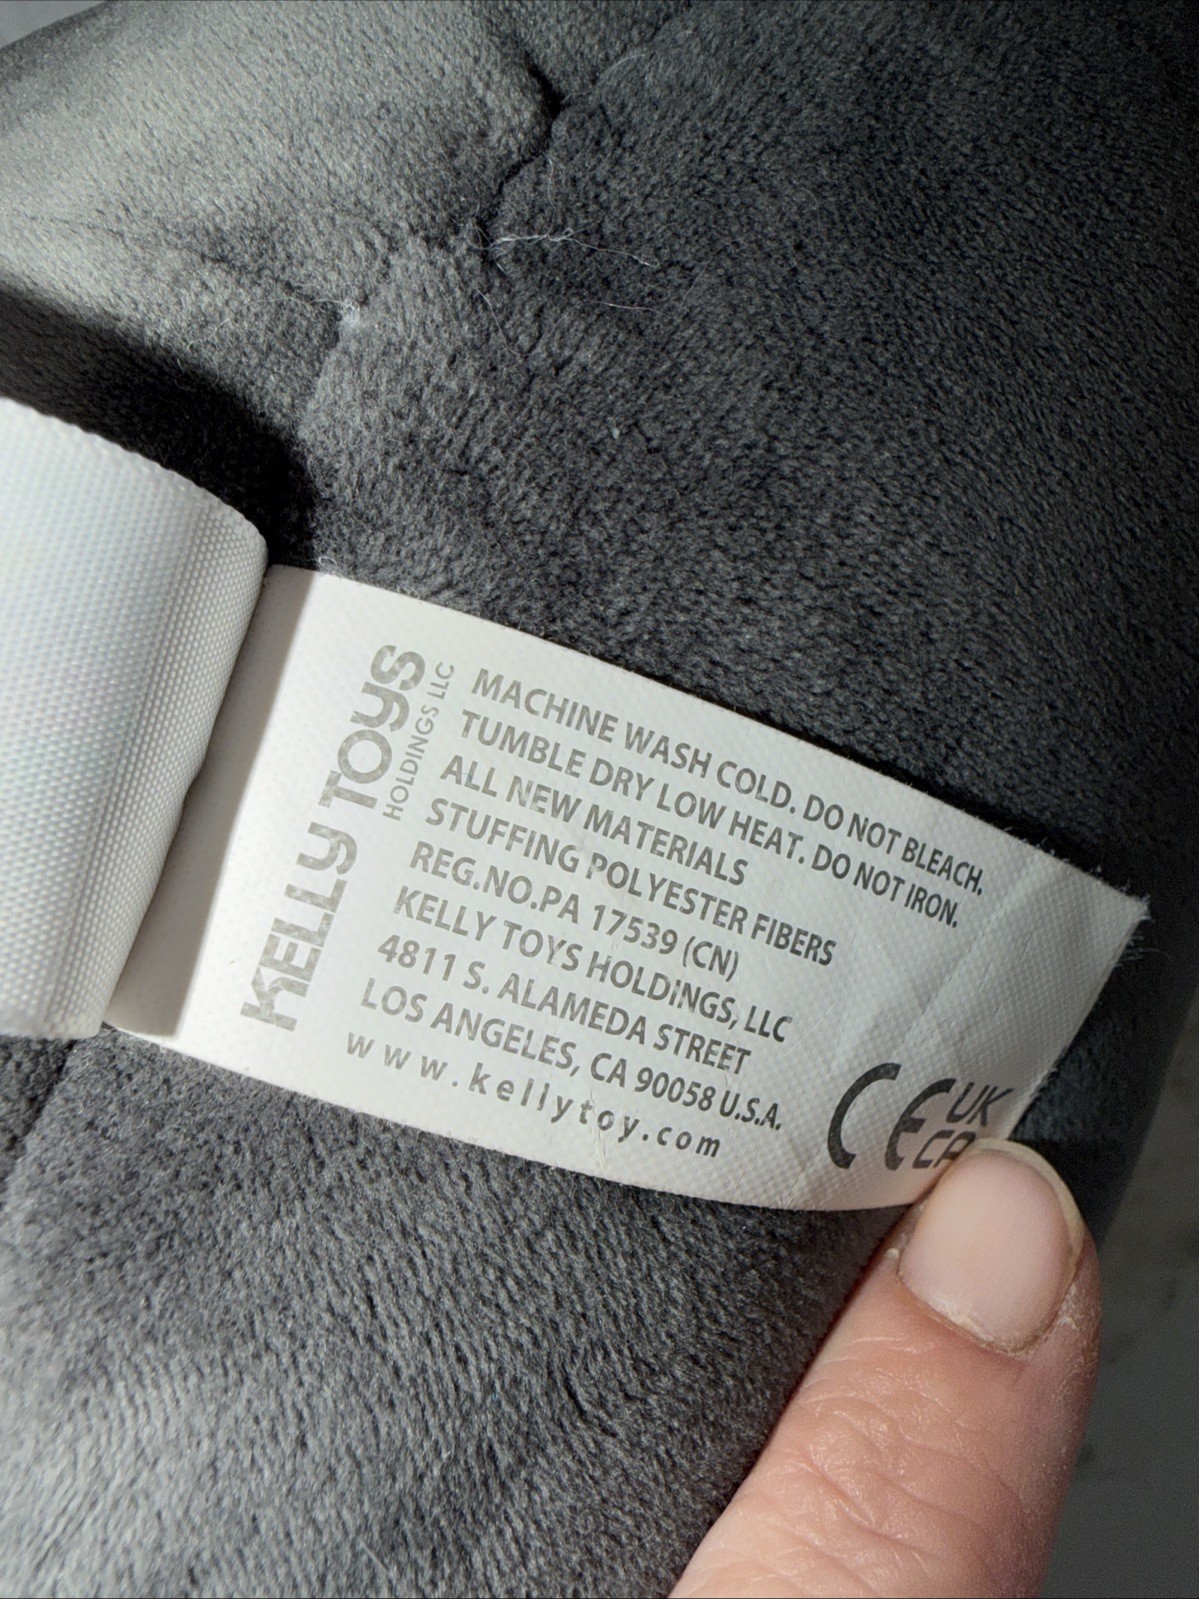 KELLY TOYS
HOLDINGS LLC
MACHINE WASH COLD. DO NOT BLEACH.
TUMBLE DRY LOW HEAT. DO NOT IRON.
ALL NEW MATERIALS
STUFFING POLYESTER FIBERS
REG.NO.PA 17539 (CN)
KELLY TOYS HOLDINGS, LLC
4811 S. ALAMEDA STREET
LOS ANGELES, CA 90058 U.S.A.
www.kellytoy.com
CE
UK